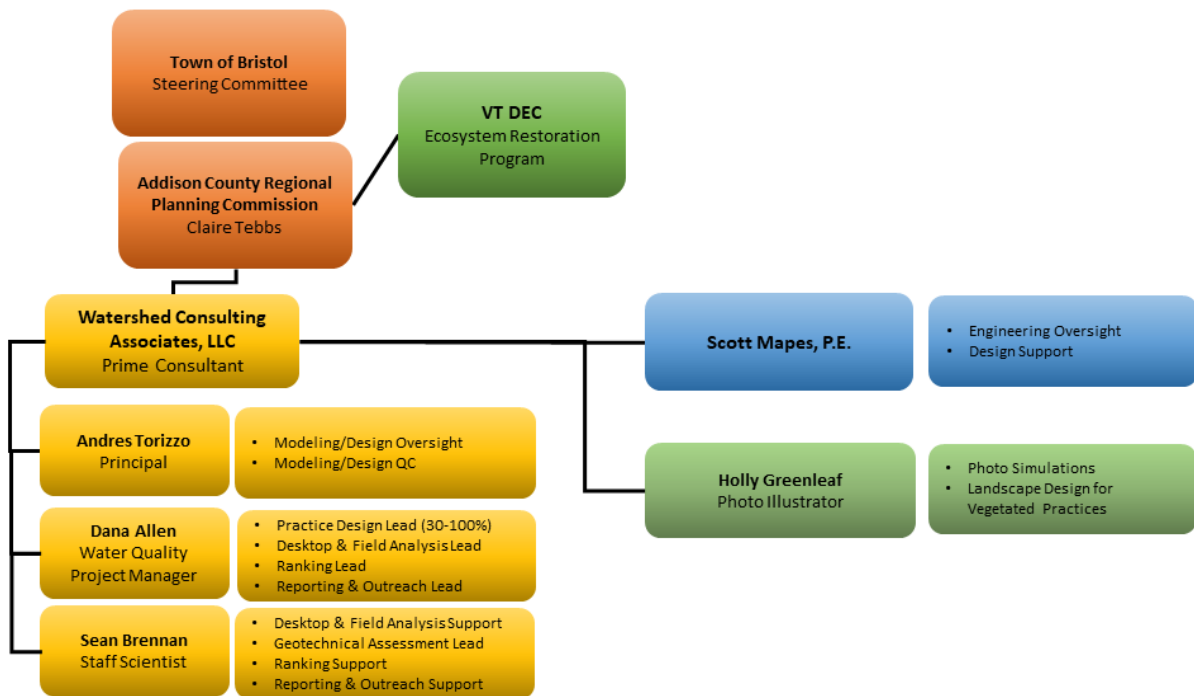 Town of Bristol
Steering Committee
VT DEC
Ecosystem Restoration
Program
Addison County Regional
Planning Commission
Claire Tebbs
Watershed Consulting
Associates, LLC
Prime Consultant
Scott Mapes, P.E.
• Engineering Oversight
• Design Support
Andres Torizzo
Principal
• Modeling/Design Oversight
• Modeling/Design QC
Holly Greenleaf
Photo Illustrator
• Photo Simulations
• Landscape Design for
Vegetated Practices
Dana Allen
Water Quality
Project Manager
• Practice Design Lead (30-100%)
• Desktop & Field Analysis Lead
• Ranking Lead
• Reporting & Outreach Lead
Sean Brennan
Staff Scientist
• Desktop & Field Analysis Support
• Geotechnical Assessment Lead
• Ranking Support
• Reporting & Outreach Support